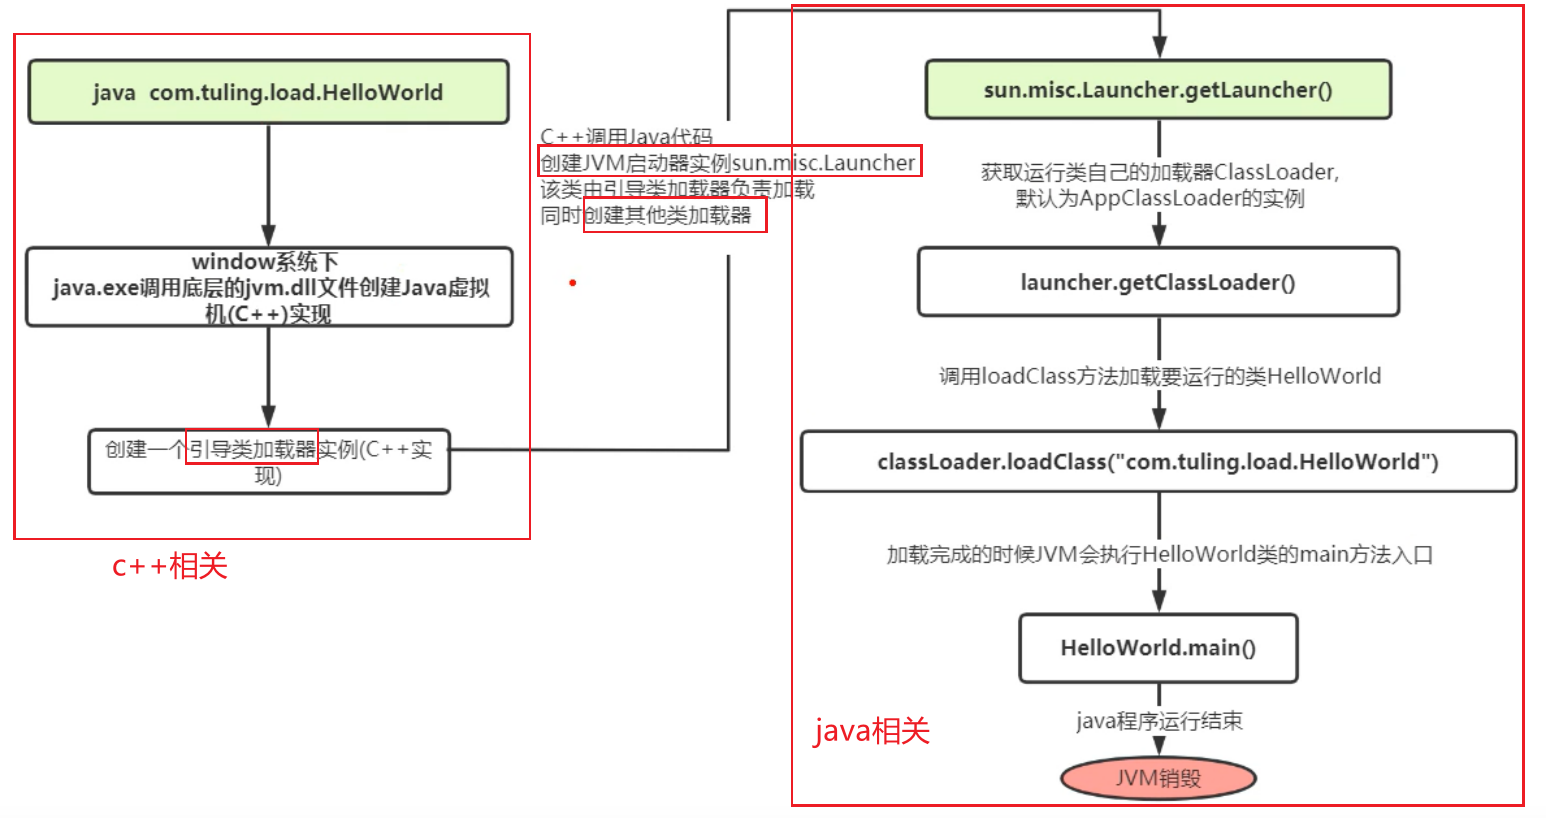 java  com.tuling.load.HelloWorld
window系统下
java.exe调用底层的jvm.dll文件创建Java虚拟
机(C++)实现
创建一个引导类加载器实例(C++实
现)
c++相关
C++调用Java代码
创建JVM启动器实例sun.misc.Launcher
该类由引导类加载器负责加载
同时创建其他类加载器
sun.misc.Launcher.getLauncher()
获取运行类自己的加载器ClassLoader,
默认为AppClassLoader的实例
launcher.getClassLoader()
调用loadClass方法加载要运行的类HelloWorld
classLoader.loadClass("com.tuling.load.HelloWorld")
加载完成的时候JVM会执行HelloWorld类的main方法入口
HelloWorld.main()
java程序运行结束
java相关
JVM销毁